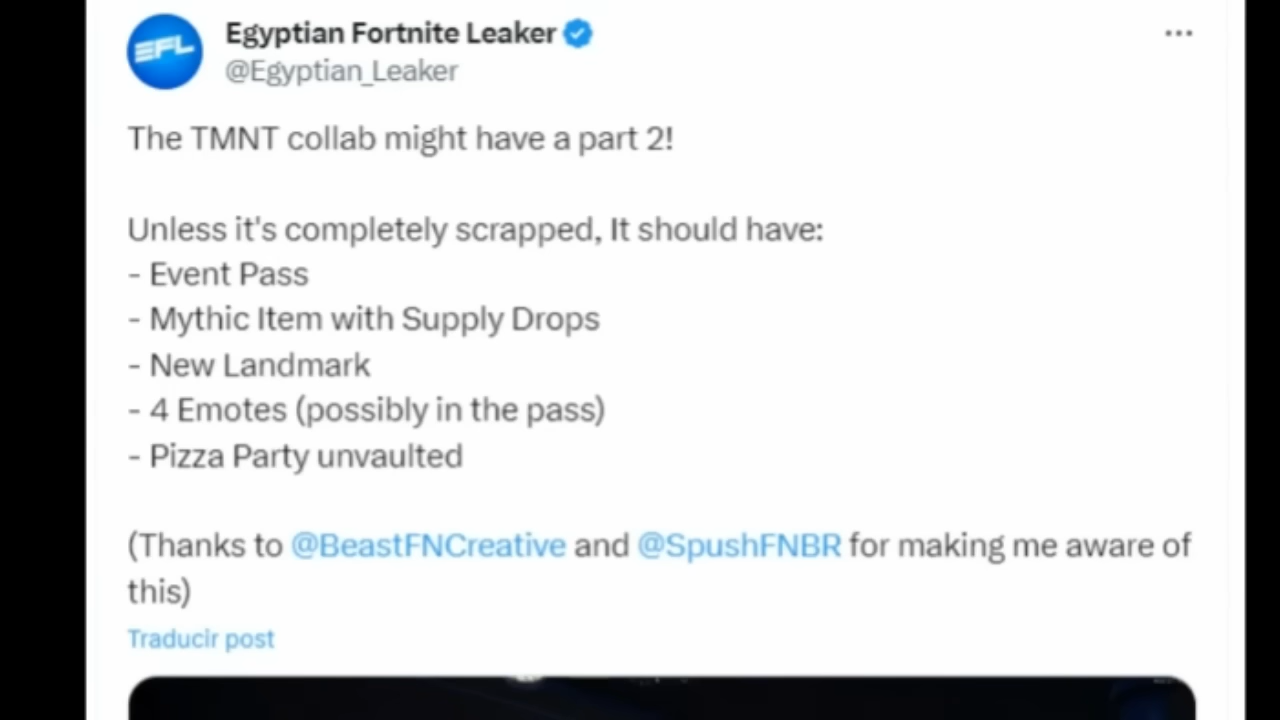 EFL
Egyptian Fortnite Leaker
@Egyptian_Leaker
The TMNT collab might have a part 2!
Unless it's completely scrapped, It should have:
- Event Pass
- Mythic Item with Supply Drops
- New Landmark
- 4 Emotes (possibly in the pass)
- Pizza Party unvaulted
(Thanks to @BeastFNCreative and @SpushFNBR for making me aware of
this)
Traducir post